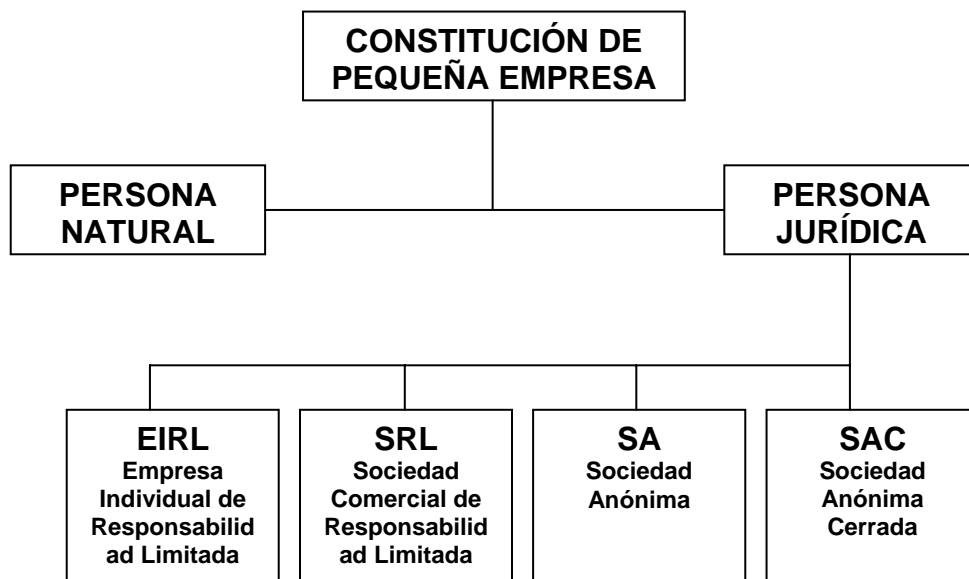 CONSTITUCIÓN DE
PEQUEÑA EMPRESA
PERSONA
NATURAL
PERSONA
JURÍDICA
EIRL
Empresa
Individual de
Responsabilid
ad Limitada
SRL
Sociedad
Comercial de
Responsabilid
ad Limitada
SA
Sociedad
Anónima
SAC
Sociedad
Anónima
Cerrada